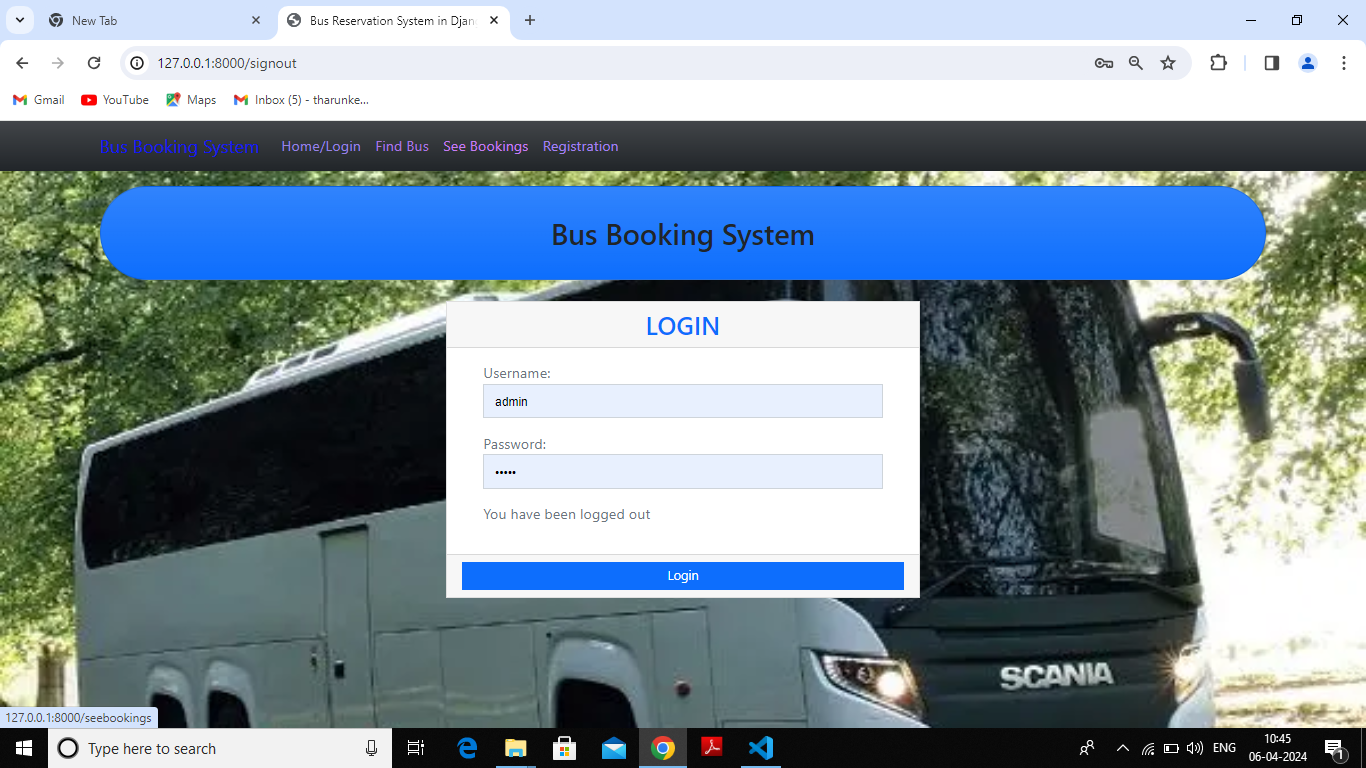 New Tab
Bus Reservation System in Djang
127.0.0.1:8000/signout
Gmail
YouTube
Maps
Inbox (5) - tharunke...
Bus Booking System
Home/Login
Find Bus
See Bookings
Registration
Bus Booking System
LOGIN
Username:
admin
Password:
You have been logged out
Login
SCANIA
127.0.0.1:8000/seebookings
Type here to search
ENG
10:45
06-04-2024
1